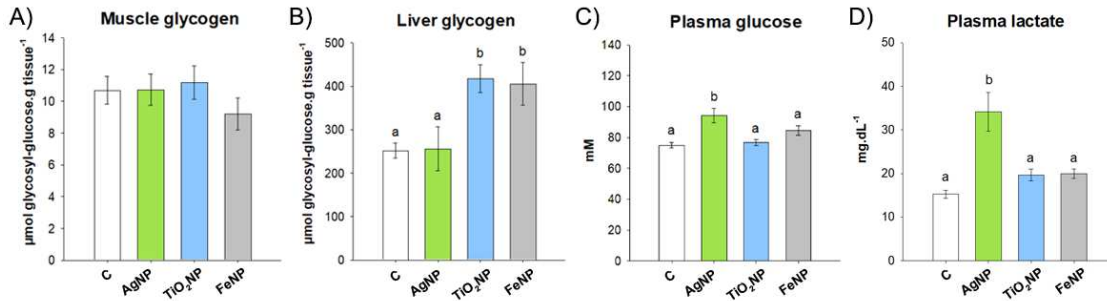 A) Muscle glycogen
µmol glycosyl-glucose.g tissue⁻¹
14
12
10
8
6
4
2
0
C
AgNP
TiO₂NP
FeNP
B) Liver glycogen
µmol glycosyl-glucose.g tissue⁻¹
500
400
300
200
100
0
a
a
b
b
C
AgNP
TiO₂NP
FeNP
C) Plasma glucose
mM
140
120
100
80
60
40
20
0
a
b
a
a
C
AgNP
TiO₂NP
FeNP
D) Plasma lactate
mg.dL⁻¹
50
40
30
20
10
0
a
b
a
a
C
AgNP
TiO₂NP
FeNP